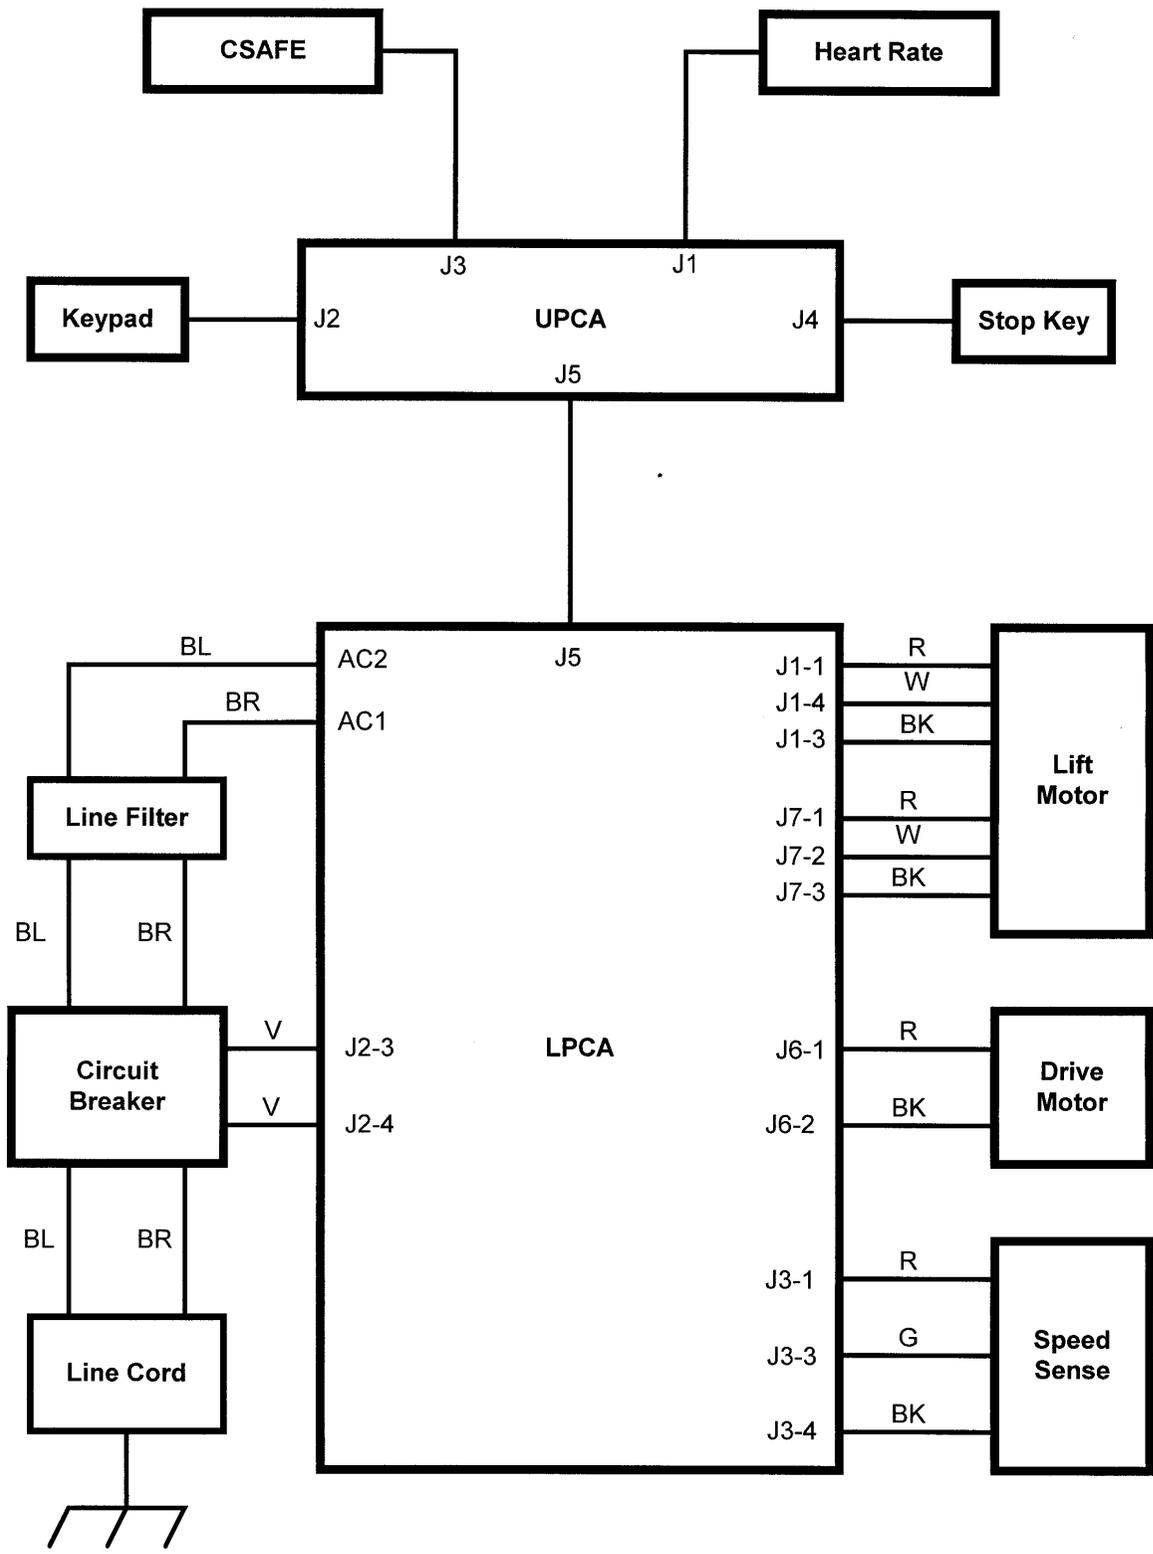 CSAFE
Heart Rate
J3
J1
Keypad
J2
UPCA
J4
Stop Key
J5
BL
AC2
J5
J1-1
R
W
BR
AC1
J1-4
BK
J1-3
Lift
Motor
Line Filter
J7-1
R
W
J7-2
BK
J7-3
BL
BR
V
J2-3
LPCA
J6-1
R
Circuit
Breaker
Drive
Motor
V
J2-4
J6-2
BK
BL
BR
J3-1
R
Line Cord
J3-3
G
Speed
Sense
J3-4
BK